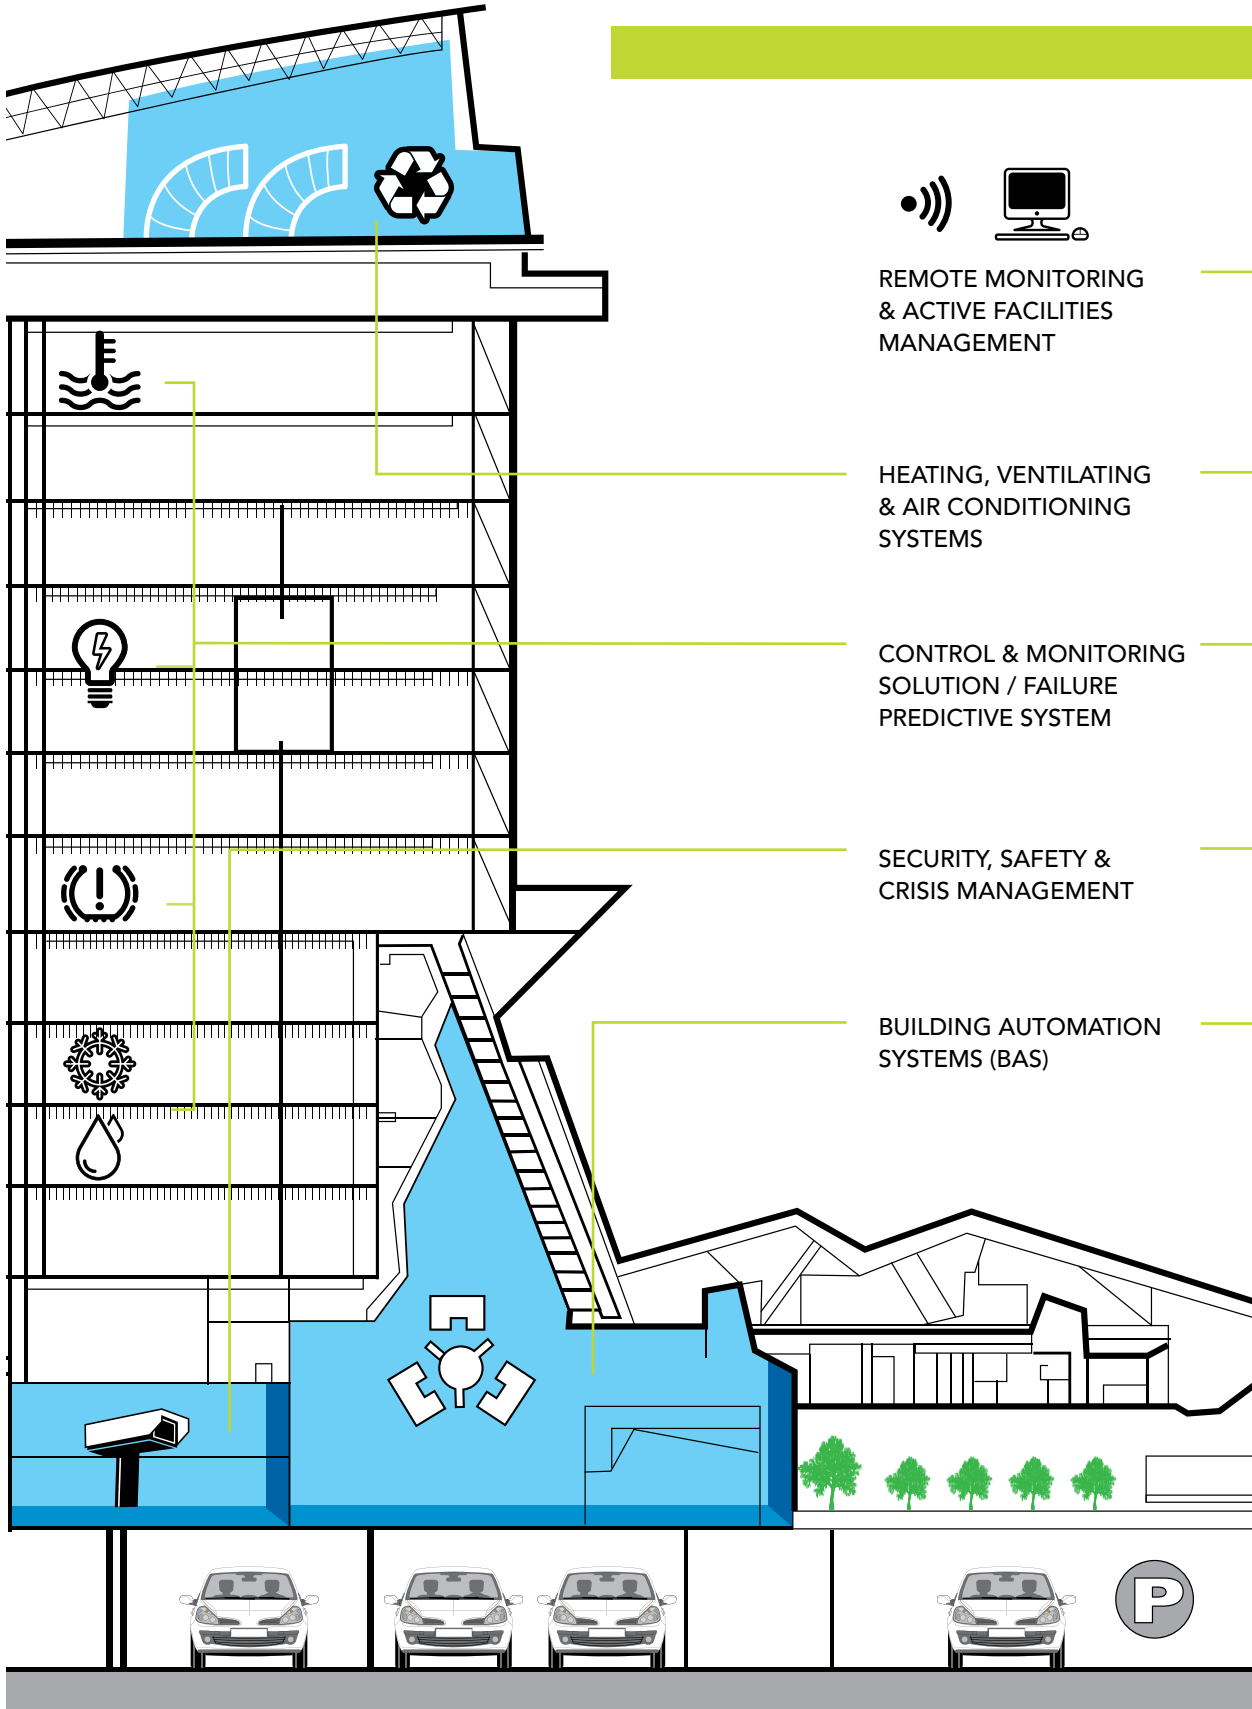 REMOTE MONITORING
& ACTIVE FACILITIES
MANAGEMENT
HEATING, VENTILATING
& AIR CONDITIONING
SYSTEMS
CONTROL & MONITORING
SOLUTION / FAILURE
PREDICTIVE SYSTEM
SECURITY, SAFETY &
CRISIS MANAGEMENT
BUILDING AUTOMATION
SYSTEMS (BAS)
P